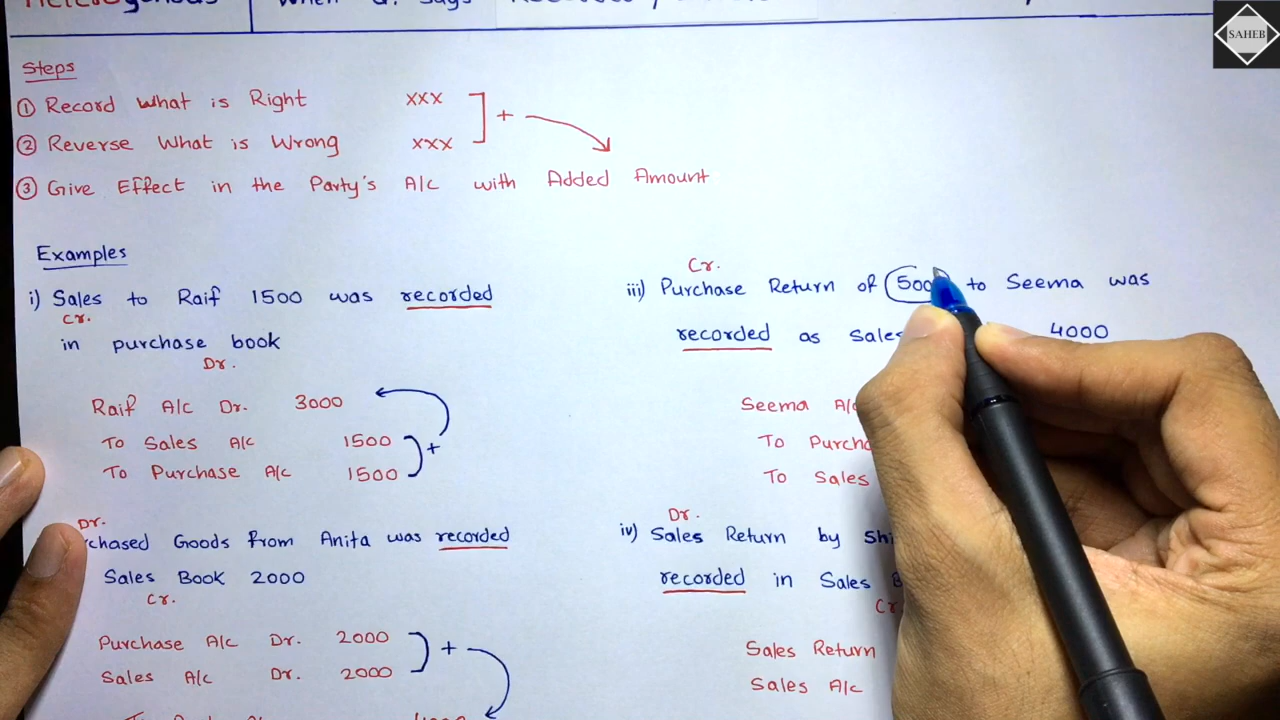 SAHEB
Steps
① Record What is Right XXX
② Reverse What is Wrong XXX
+
③ Give Effect in the Party's A/C with Added Amount
Examples
i) Sales to Raif 1500 was recorded
Cr.
in purchase book
Dr.
Raif A/C Dr. 3000
To Sales A/C 1500
To Purchase A/C 1500
+
Dr.
Goods from Anita was recorded
Sales Book 2000
Cr.
Purchase A/C Dr. 2000
Sales A/C Dr. 2000
+
Cr.
iii) Purchase Return of to Seema was
recorded as Sales 4000
Seema
To
To Sales
Dr.
iv) Sales Return by
recorded in Sales
Cr
Sales Return
Sales A/C